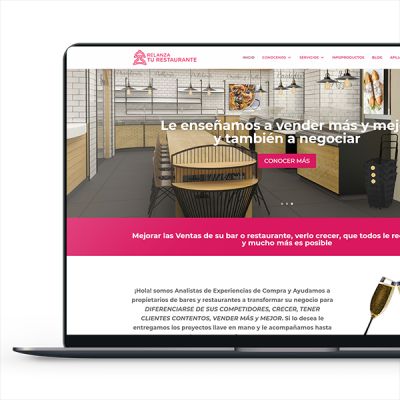 RELANZA
TU RESTAURANTE
INICIO CONÓCENOS SERVICIOS INFOPRODUCTOS BLOG
Le enseñamos a vender más y
y también a negociar
CONOCER MÁS
Mejorar las Ventas de su bar o restaurante, verlo crecer, que todos le
y mucho más es posible
¡Hola! somos Analistas de Experiencias de Compra y Ayudamos a
propietarios de bares y restaurantes a transformar su negocio para
DIFERENCIARSE DE SUS COMPETIDORES, CRECER, TENER
CLIENTES CONTENTOS, VENDER MÁS y MEJOR. Si lo desea le
entregamos los proyectos llave en mano y le acompañamos hasta